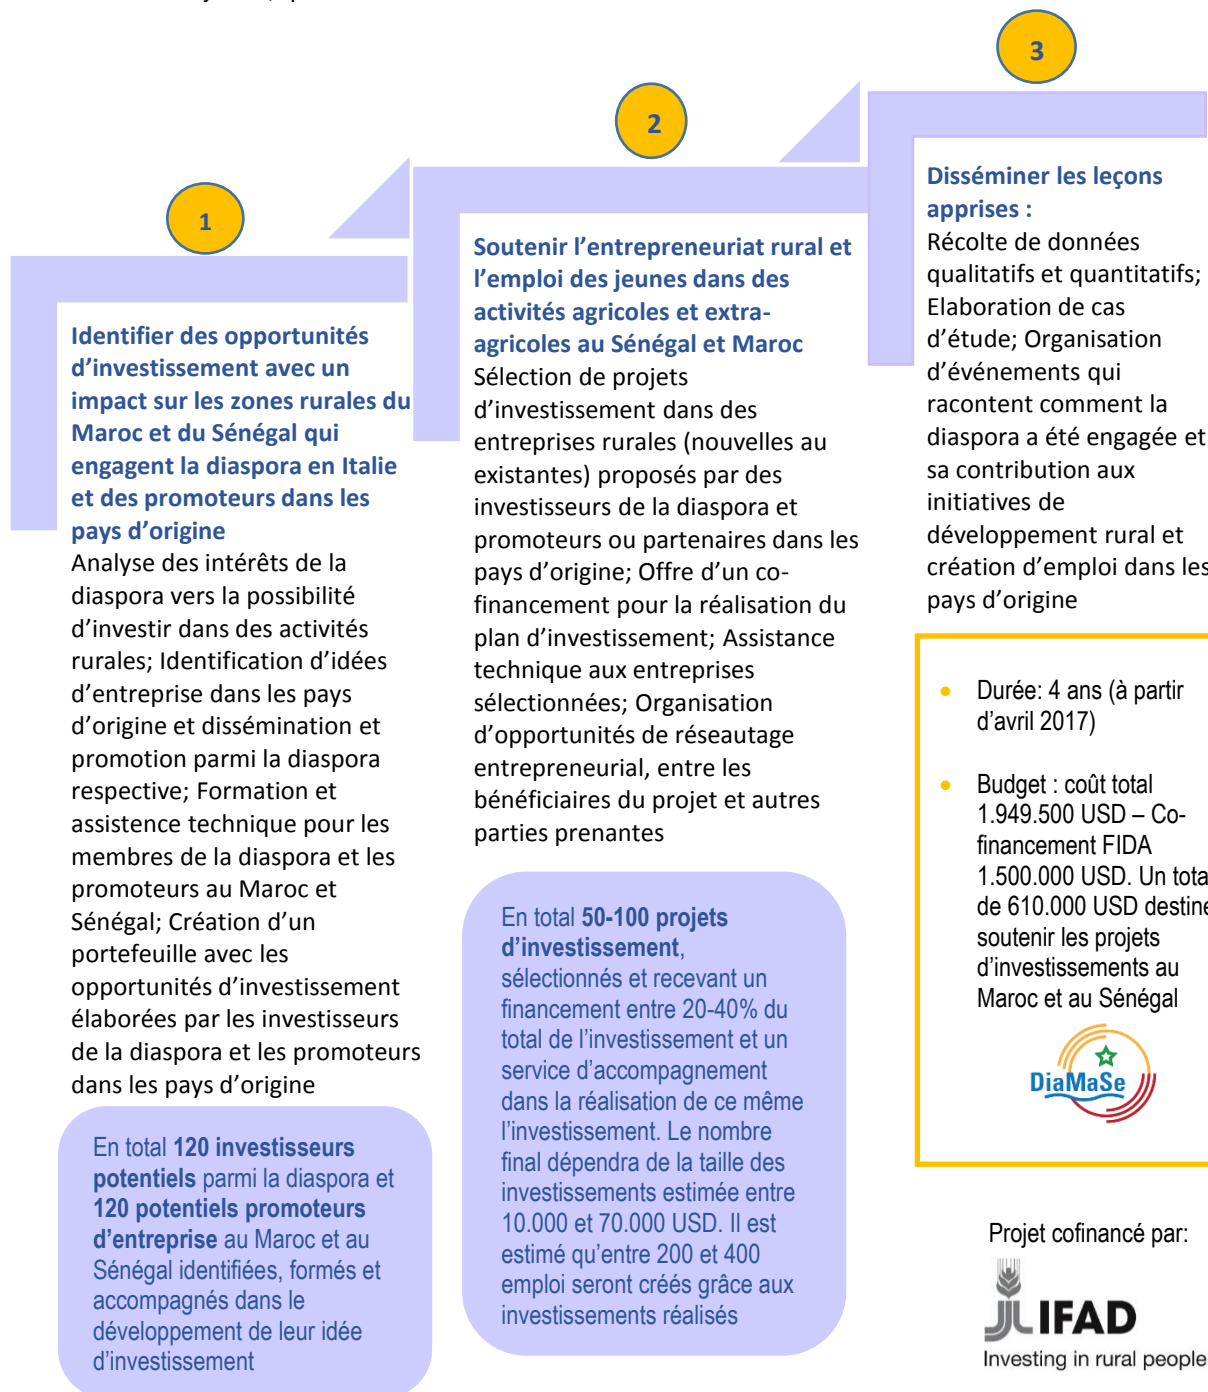 1
Identifier des opportunités
d’investissement avec un
impact sur les zones rurales du
Maroc et du Sénégal qui
engagent la diaspora en Italie
et des promoteurs dans les
pays d’origine
Analyse des intérêts de la
diaspora vers la possibilité
d’investir dans des activités
rurales; Identification d’idées
d’entreprise dans les pays
d’origine et dissémination et
promotion parmi la diaspora
respective; Formation et
assistence technique pour les
membres de la diaspora et les
promoteurs au Maroc et
Sénégal; Création d’un
portefeuille avec les
opportunités d’investissement
élaborées par les investisseurs
de la diaspora et les promoteurs
dans les pays d’origine
En total 120 investisseurs
potentiels parmi la diaspora et
120 potentiels promoteurs
d’entreprise au Maroc et au
Sénégal identifiées, formés et
accompagnés dans le
développement de leur idée
d’investissement
2
Soutenir l’entrepreneuriat rural et
l’emploi des jeunes dans des
activités agricoles et extra-
agricoles au Sénégal et Maroc
Sélection de projets
d’investissement dans des
entreprises rurales (nouvelles au
existantes) proposés par des
investisseurs de la diaspora et
promoteurs ou partenaires dans les
pays d’origine; Offre d’un co-
financement pour la réalisation du
plan d’investissement; Assistance
technique aux entreprises
sélectionnées; Organisation
d’opportunités de réseautage
entrepreneurial, entre les
bénéficiaires du projet et autres
parties prenantes
En total 50-100 projets
d’investissement,
sélectionnés et recevant un
financement entre 20-40% du
total de l’investissement et un
service d’accompagnement
dans la réalisation de ce même
l’investissement. Le nombre
final dépendra de la taille des
investissements estimée entre
10.000 et 70.000 USD. Il est
estimé qu’entre 200 et 400
emploi seront créés grâce aux
investissements réalisés
3
Disséminer les leçons
apprises :
Récolte de données
qualitatifs et quantitatifs;
Elaboration de cas
d’étude; Organisation
d’événements qui
racontent comment la
diaspora a été engagée et
sa contribution aux
initiatives de
développement rural et
création d’emploi dans les
pays d’origine
• Durée: 4 ans (à partir
d’avril 2017)
• Budget : coût total
1.949.500 USD – Co-
financement FIDA
1.500.000 USD. Un total
de 610.000 USD destiné
soutenir les projets
d’investissements au
Maroc et au Sénégal
DiaMaSe
Projet cofinancé par:
IFAD
Investing in rural people